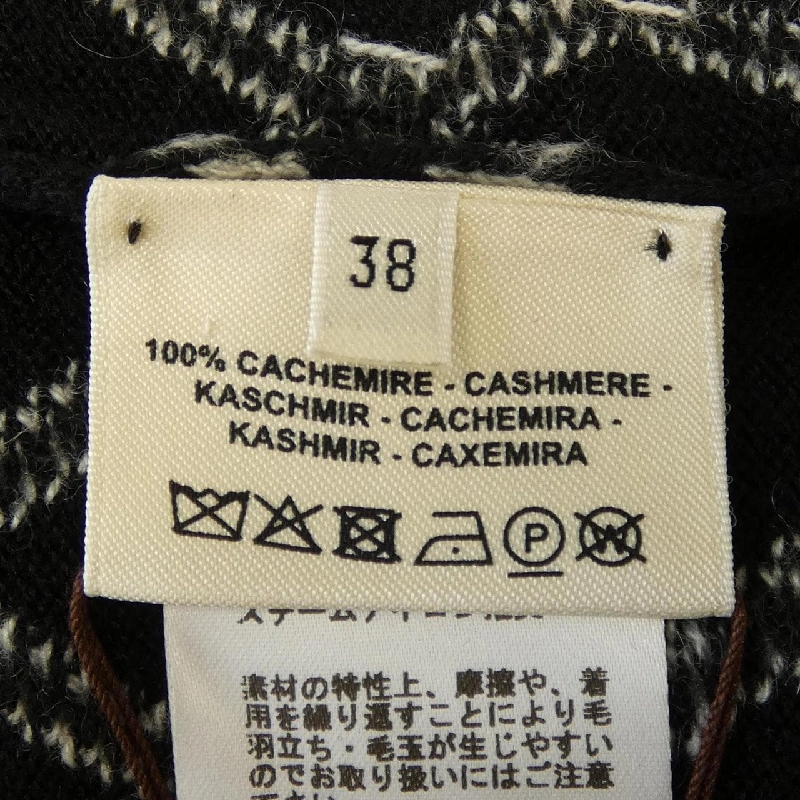 38
100% CACHEMIRE - CASHMERE -
KASCHMIR - CACHEMIRA -
KASHMIR - CAXEMIRA
P
W
素材の特性上、摩擦や、着
用を繰り返すことにより毛
羽立ち・毛玉が生じやすい
のでお取り扱いにはご注意